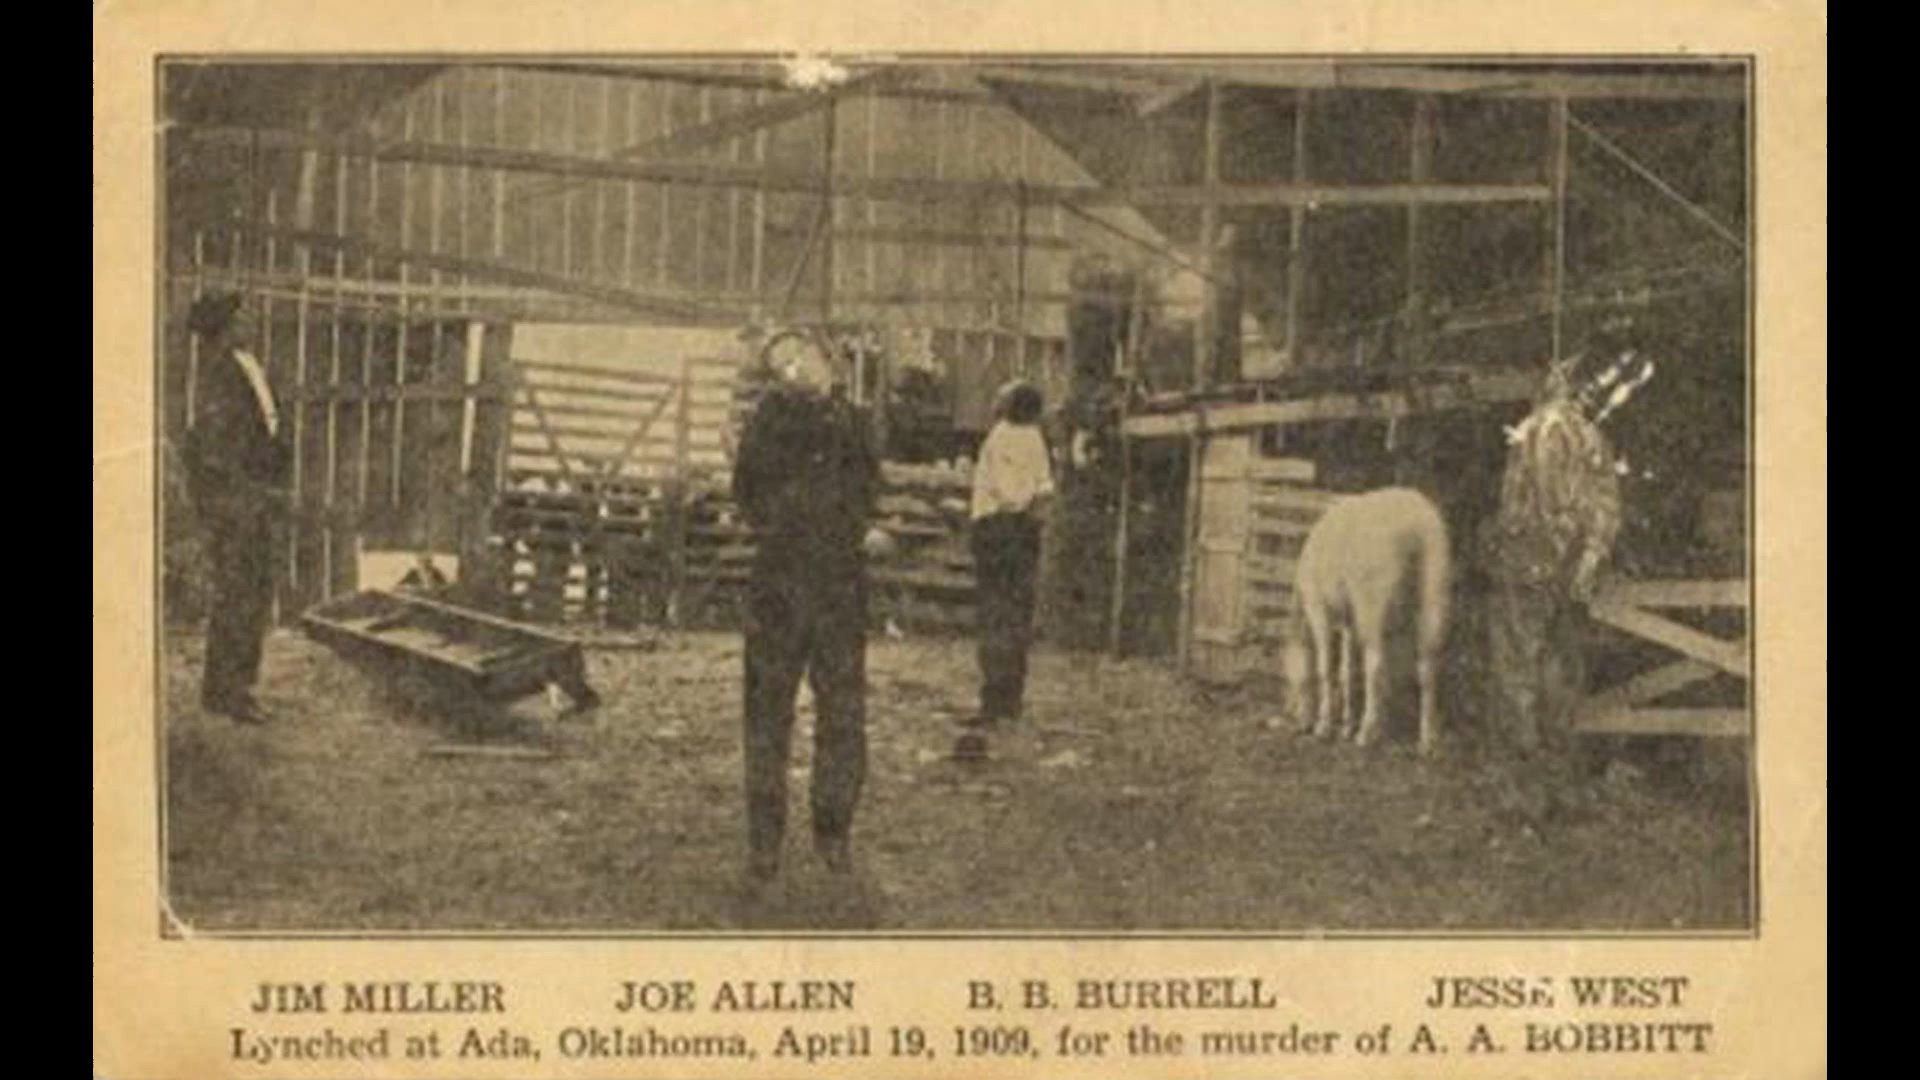 JIM MILLER JOE ALLEN B. B. BURRELL JESSE WEST
Lynched at Ada, Oklahoma, April 19, 1909, for the murder of A. A. BOBBITT